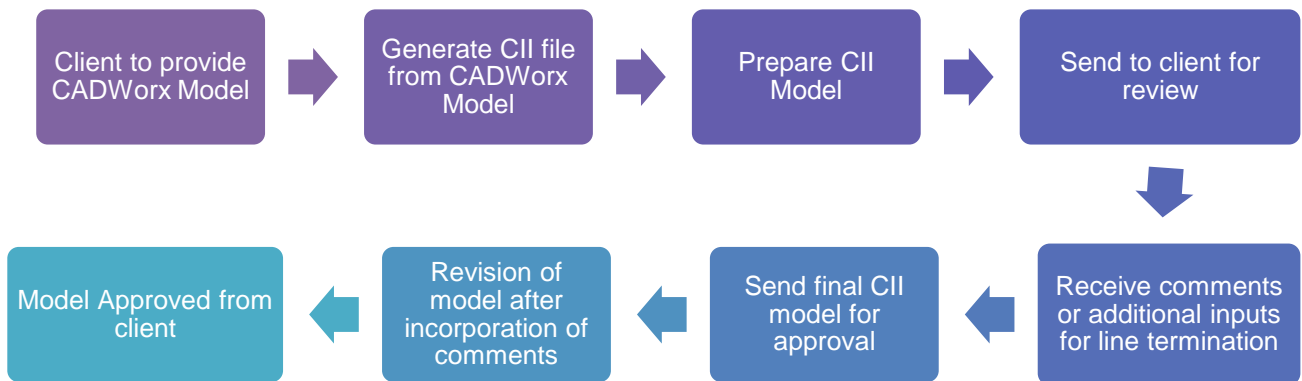 Client to provide
CADWorx Model
Generate CII file
from CADWorx
Model
Prepare CII
Model
Send to client for
review
Receive comments
or additional inputs
for line termination
Send final CII
model for
approval
Revision of
model after
incorporation of
comments
Model Approved from
client